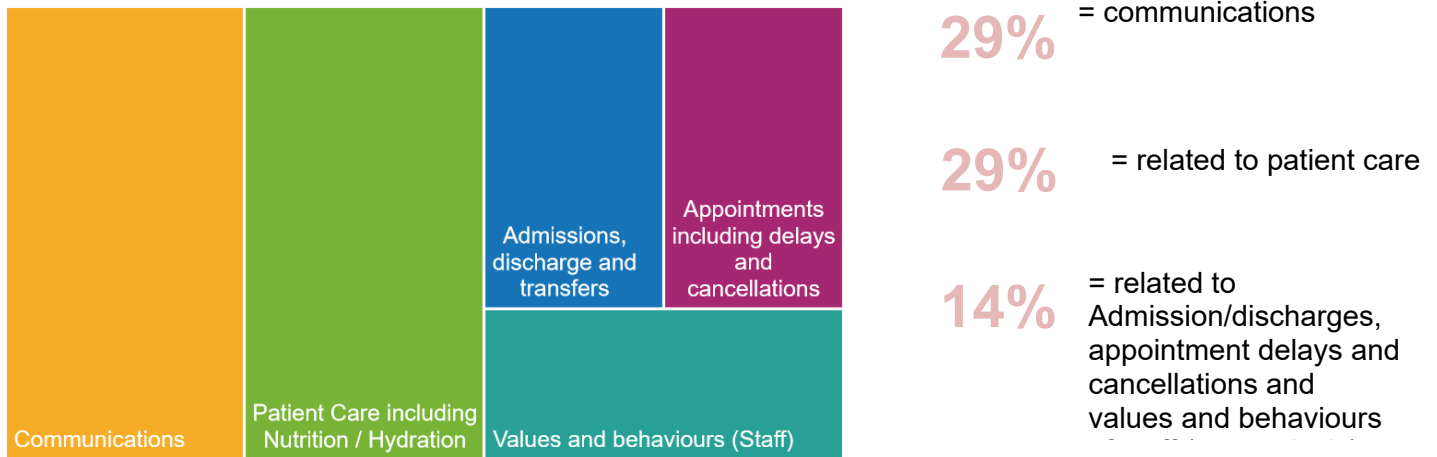 Communications
Patient Care including
Nutrition / Hydration
Admissions,
discharge and
transfers
Appointments
including delays
and
cancellations
Values and behaviours (Staff)
29%
= communications
29%
= related to patient care
14%
= related to
Admission/discharges,
appointment delays and
cancellations and
values and behaviours